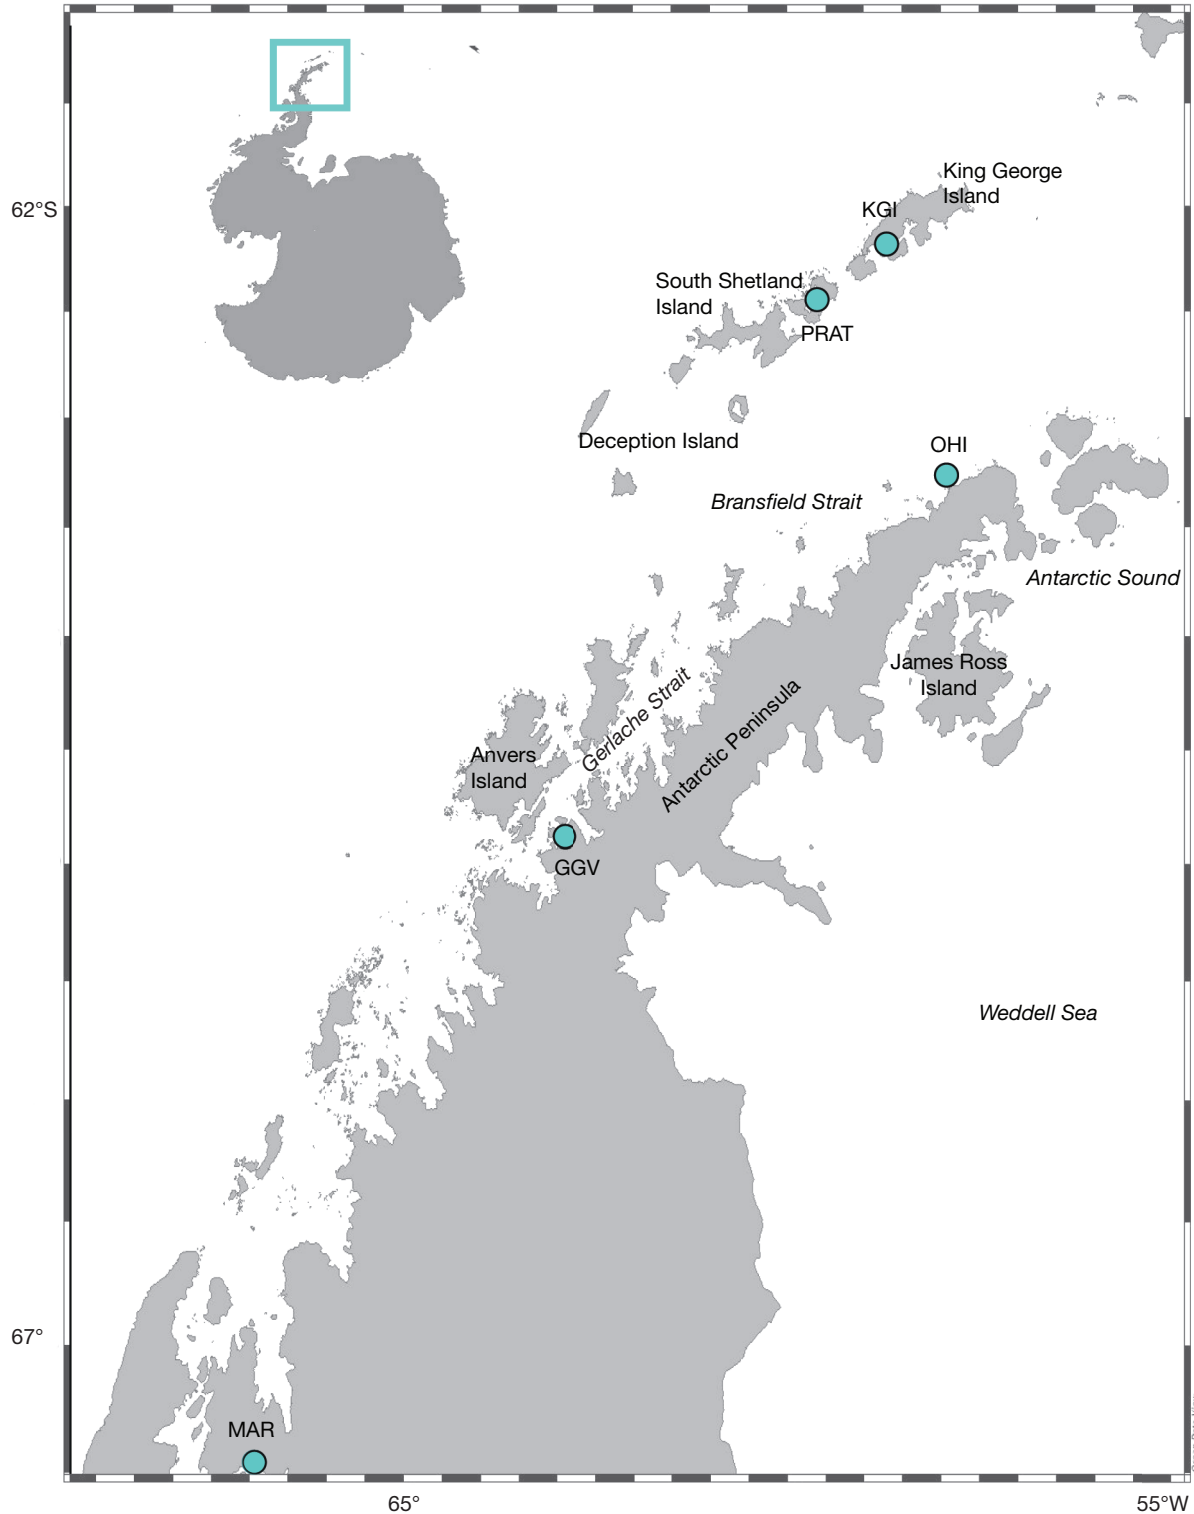 King George
Island
KGI
62°S
South Shetland
Island
PRAT
Deception Island
OHI
Bransfield Strait
Antarctic Sound
James Ross
Island
Gerlache Strait
Antarctic Peninsula
Anvers
Island
GGV
Weddell Sea
67°
MAR
65°
55°W